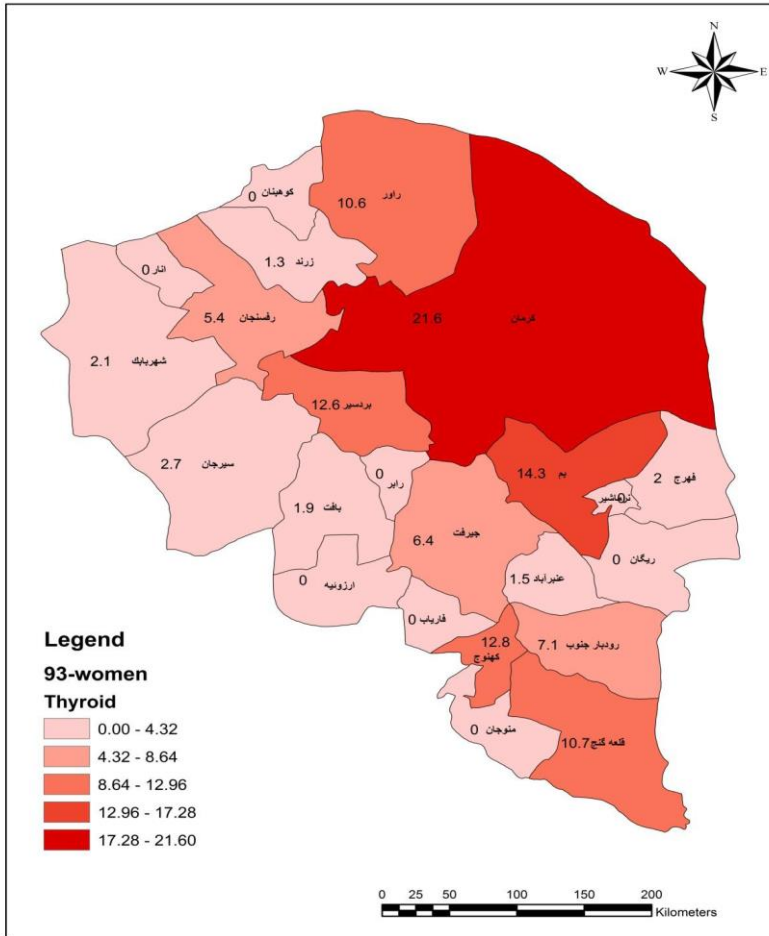 N
W E
S
0 کوهبنان
10.6 راور
1.3 زرند
0 انار
5.4 رفسنجان
21.6 کرمان
2.1 شهربابك
12.6 بردسیر
2.7 سیرجان
0 رابر
14.3 بم
2 فهرج
0 نرماشیر
1.9 بافت
6.4 جیرفت
0 ریگان
1.5 عنبرآباد
0 ارزوئیه
0 فاریاب
12.8
کهنوج
7.1 رودبار جنوب
0 منوجان
10.7 قلعه گنج
Legend
93-women
Thyroid
0.00 - 4.32
4.32 - 8.64
8.64 - 12.96
12.96 - 17.28
17.28 - 21.60
0 25 50 100 150 200
Kilometers